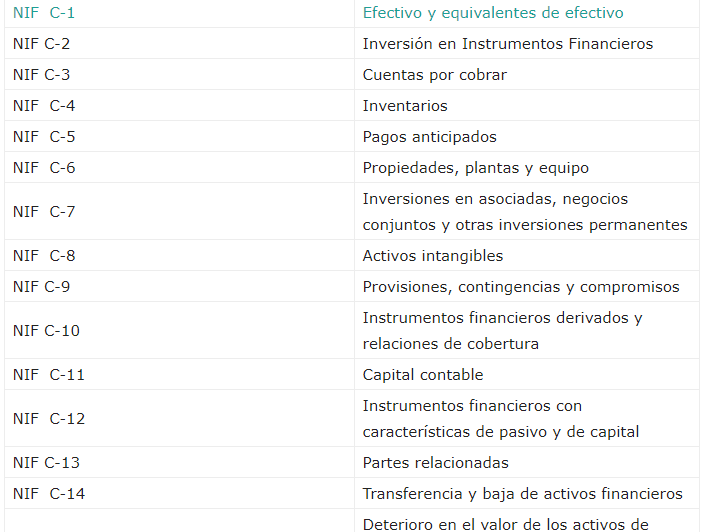 NIF  C-1 Efectivo y equivalentes de efectivo
NIF C-2 Inversión en Instrumentos Financieros
NIF C-3 Cuentas por cobrar
NIF  C-4 Inventarios
NIF  C-5 Pagos anticipados
NIF  C-6 Propiedades, plantas y equipo
NIF  C-7 Inversiones en asociadas, negocios
conjuntos y otras inversiones permanentes
NIF  C-8 Activos intangibles
NIF C-9 Provisiones, contingencias y compromisos
NIF C-10 Instrumentos financieros derivados y
relaciones de cobertura
NIF  C-11 Capital contable
NIF  C-12 Instrumentos financieros con
características de pasivo y de capital
NIF C-13 Partes relacionadas
NIF  C-14 Transferencia y baja de activos financieros
Deterioro en el valor de los activos de